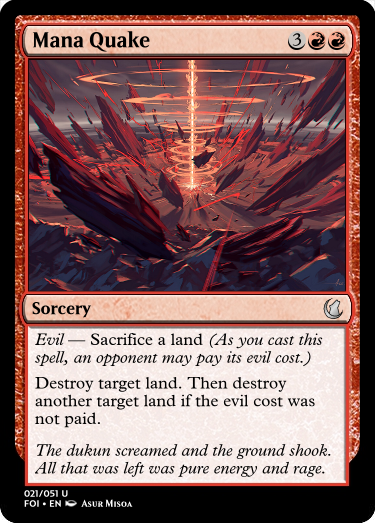 Mana Quake 3
Sorcery
Evil — Sacrifice a land (As you cast this
spell, an opponent may pay its evil cost.)
Destroy target land. Then destroy
another target land if the evil cost was
not paid.
The dukun screamed and the ground shook.
All that was left was pure energy and rage.
021/051 U
FOI • EN Asur Misoa